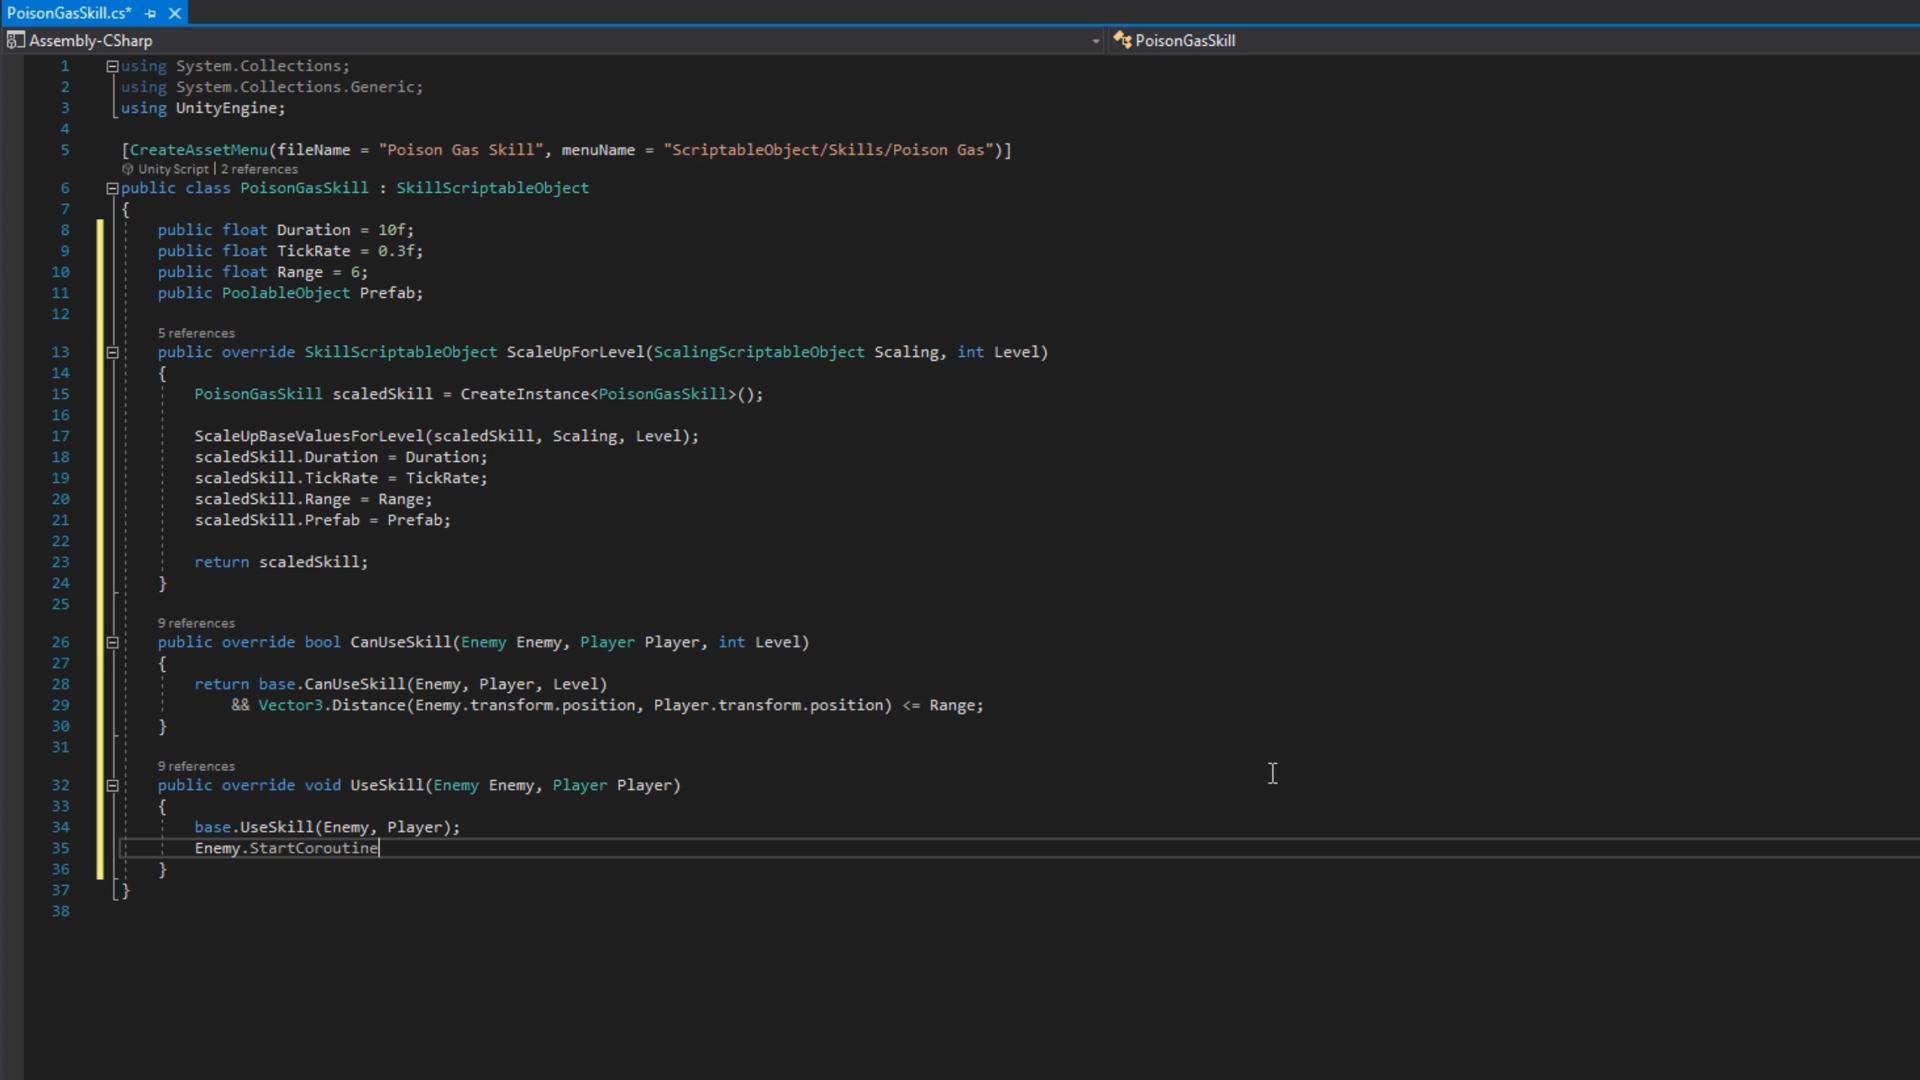 PoisonGasSkill.cs*
Assembly-CSharp PoisonGasSkill
1 using System.Collections;
2 using System.Collections.Generic;
3 using UnityEngine;
4
5 [CreateAssetMenu(fileName = "Poison Gas Skill", menuName = "ScriptableObject/Skills/Poison Gas")]
Unity Script | 2 references
6 public class PoisonGasSkill : SkillScriptableObject
7 {
8 public float Duration = 10f;
9 public float TickRate = 0.3f;
10 public float Range = 6;
11 public PoolableObject Prefab;
12
5 references
13 public override SkillScriptableObject ScaleUpForLevel(ScalingScriptableObject Scaling, int Level)
14 {
15 PoisonGasSkill scaledSkill = CreateInstance<PoisonGasSkill>();
16
17 ScaleUpBaseValuesForLevel(scaledSkill, Scaling, Level);
18 scaledSkill.Duration = Duration;
19 scaledSkill.TickRate = TickRate;
20 scaledSkill.Range = Range;
21 scaledSkill.Prefab = Prefab;
22
23 return scaledSkill;
24 }
25
9 references
26 public override bool CanUseSkill(Enemy Enemy, Player Player, int Level)
27 {
28 return base.CanUseSkill(Enemy, Player, Level)
29 && Vector3.Distance(Enemy.transform.position, Player.transform.position) <= Range;
30 }
31
9 references
32 public override void UseSkill(Enemy Enemy, Player Player)
33 {
34 base.UseSkill(Enemy, Player);
35 Enemy.StartCoroutine
36 }
37 }
38